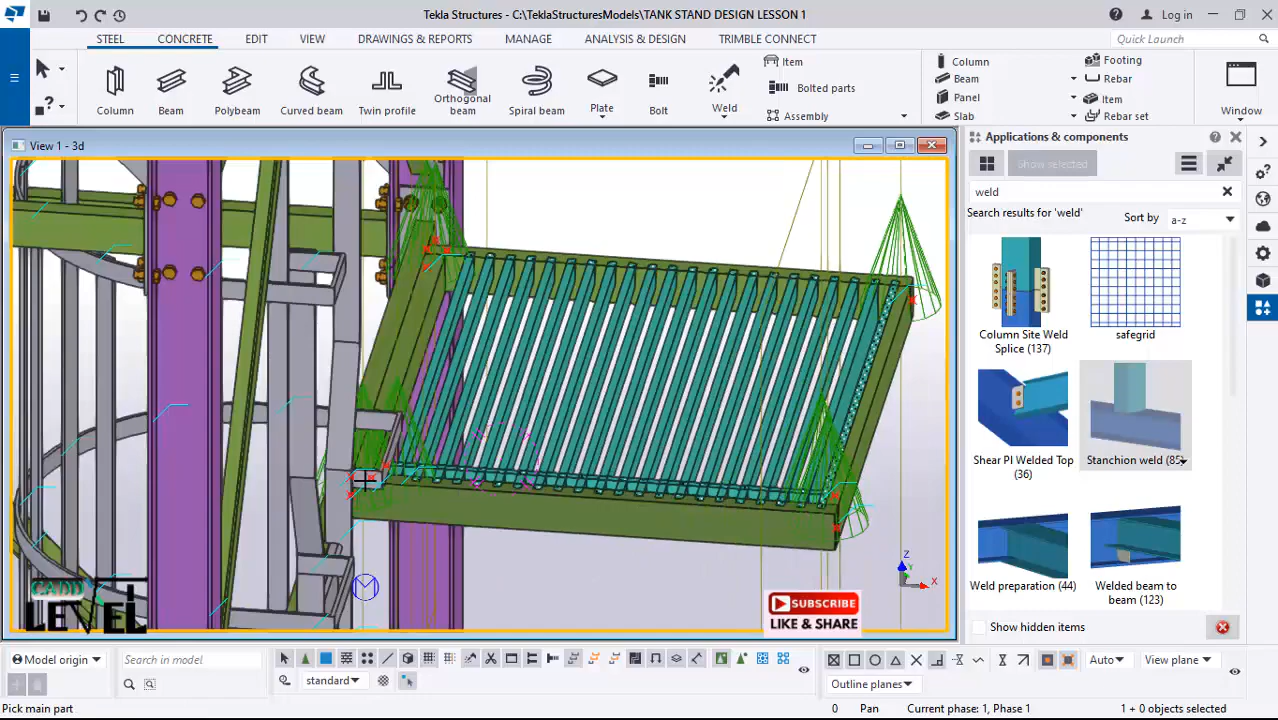 Tekla Structures - C:\TeklaStructuresModels\TANK STAND DESIGN LESSON 1
Log in
STEEL CONCRETE EDIT VIEW DRAWINGS & REPORTS MANAGE ANALYSIS & DESIGN TRIMBLE CONNECT
Quick Launch
Column
Beam
Polybeam
Curved beam
Twin profile
Orthogonal beam
Spiral beam
Plate
Bolt
Weld
Item
Bolted parts
Assembly
Column
Beam
Panel
Slab
Footing
Rebar
Item
Rebar set
Window
View 1 - 3d
Applications & components
Show selected
weld
Search results for 'weld'
Sort by
a-z
Column Site Weld
Splice (137)
safegrid
Shear Pl Welded Top
(36)
Stanchion weld (85)
Weld preparation (44)
Welded beam to
beam (123)
Show hidden items
Z
Y
X
CADD
LEVEL
SUBSCRIBE
LIKE & SHARE
Model origin
Search in model
standard
Auto
View plane
Outline planes
Pick main part
0
Pan
Current phase: 1, Phase 1
1 + 0 objects selected